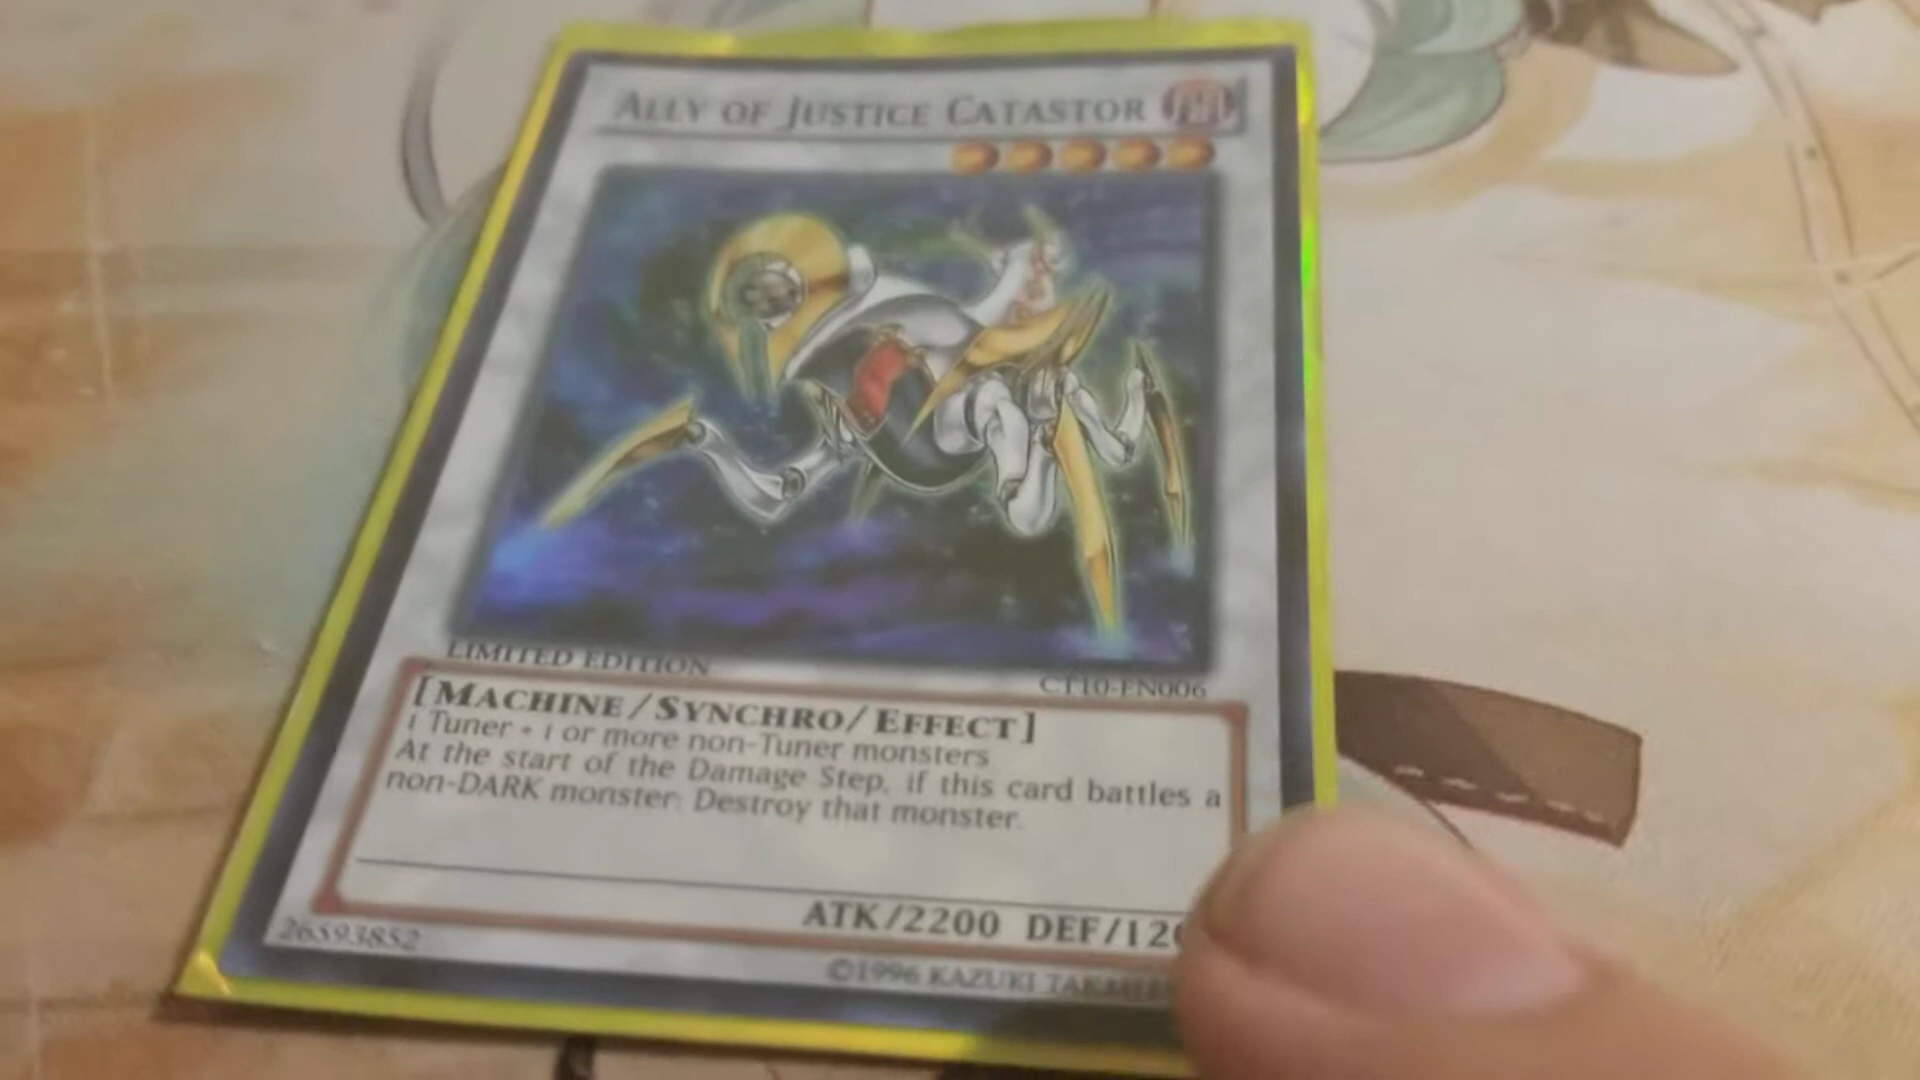 ALLY OF JUSTICE CATASTOR
LIMITED EDITION
CT10-EN006
[MACHINE/SYNCHRO/EFFECT]
1 Tuner + 1 or more non-Tuner monsters
At the start of the Damage Step, if this card battles a
non-DARK monster: Destroy that monster.
ATK/2200 DEF/120
26593852
©1996 KAZUKI